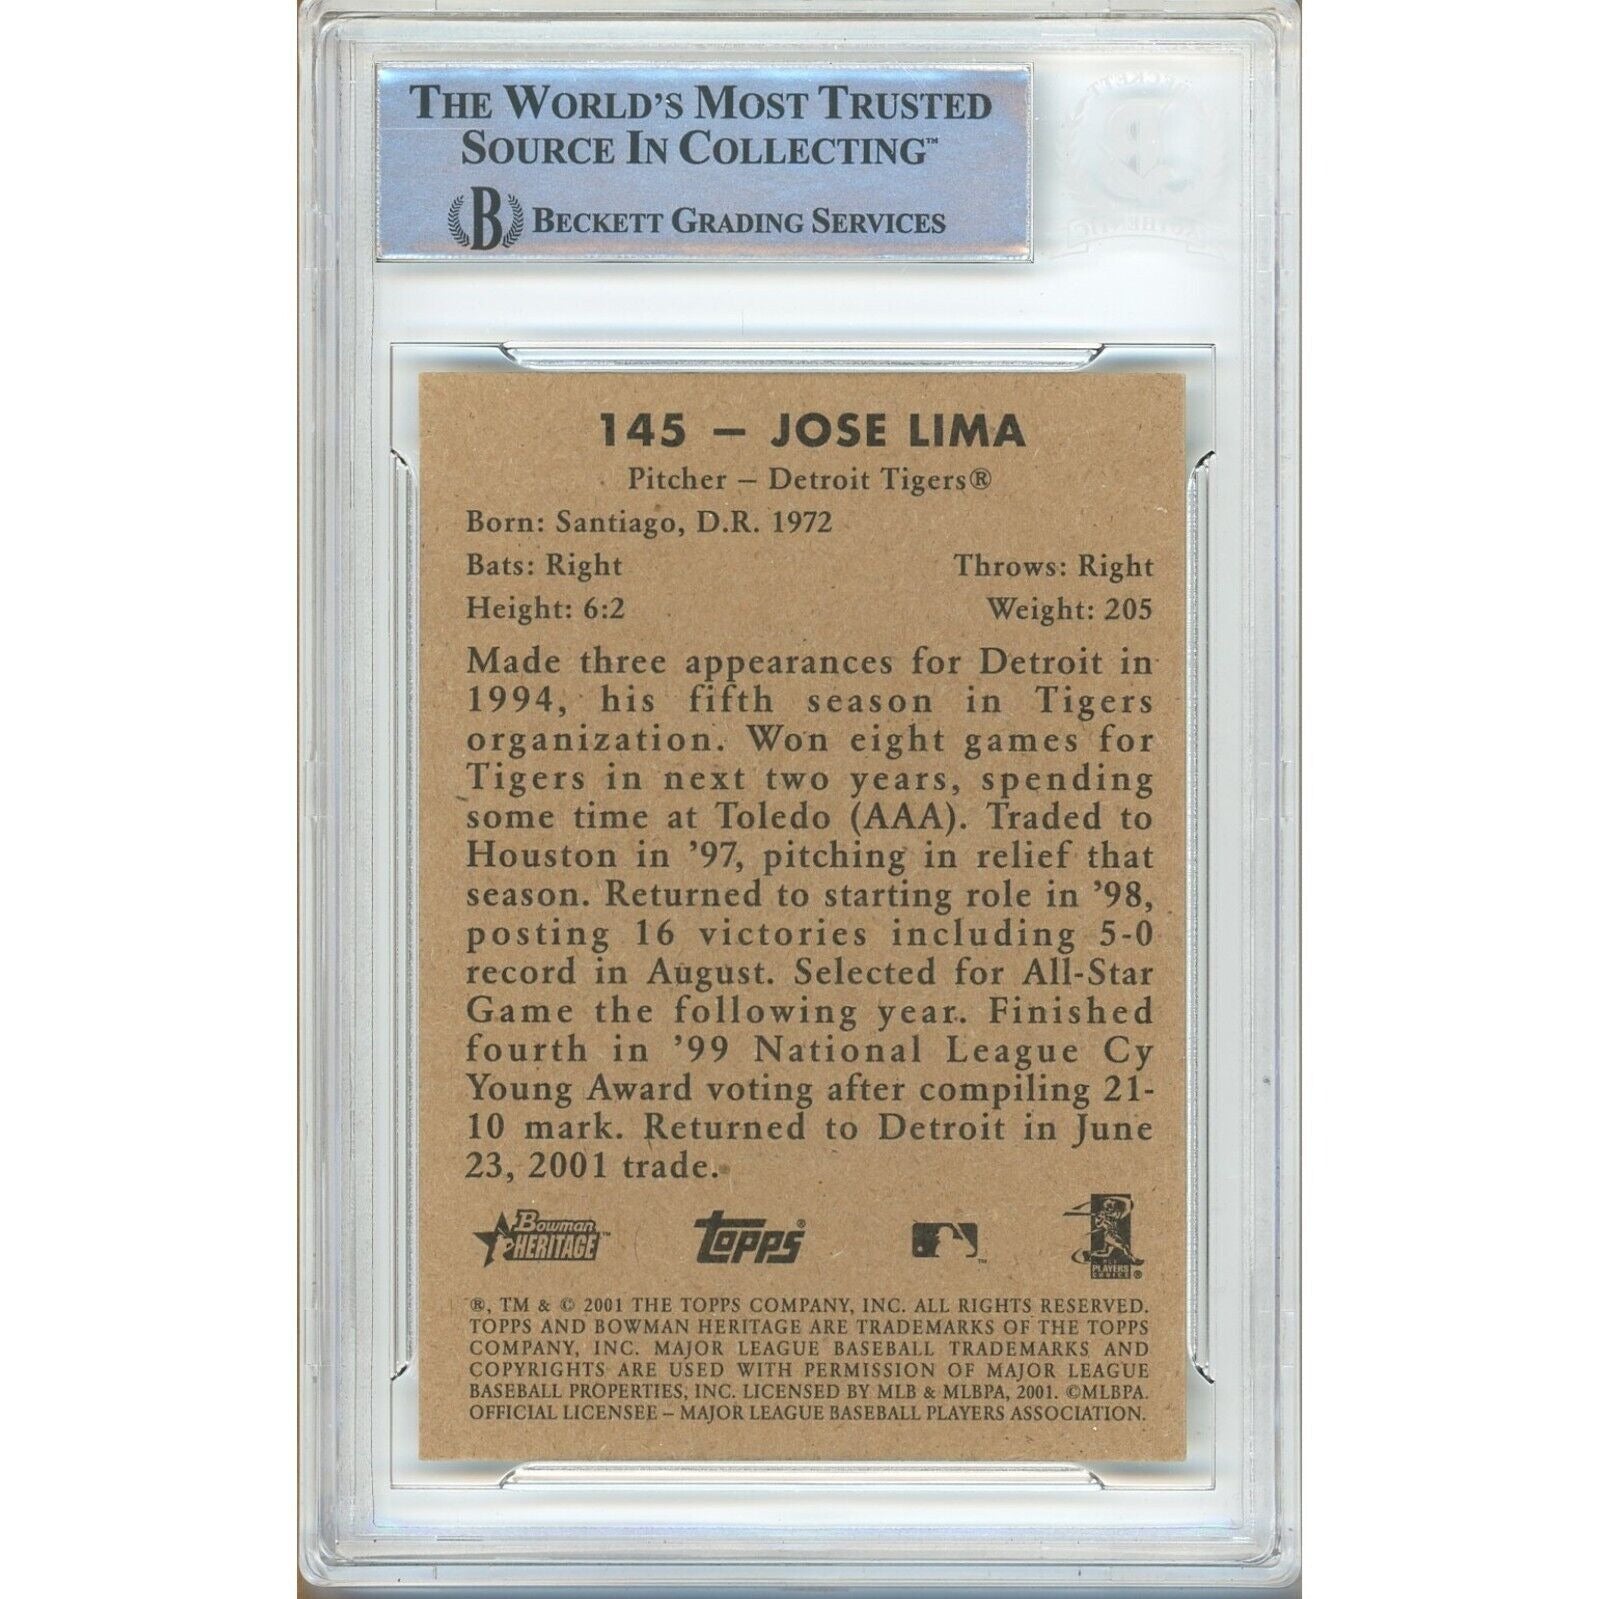 THE WORLD'S MOST TRUSTED
SOURCE IN COLLECTING™
B BECKETT GRADING SERVICES
BECKETT
AUTHENTIC
145 – JOSE LIMA
Pitcher – Detroit Tigers®
Born: Santiago, D.R. 1972
Bats: Right Throws: Right
Height: 6:2 Weight: 205
Made three appearances for Detroit in
1994, his fifth season in Tigers
organization. Won eight games for
Tigers in next two years, spending
some time at Toledo (AAA). Traded to
Houston in '97, pitching in relief that
season. Returned to starting role in '98,
posting 16 victories including 5-0
record in August. Selected for All-Star
Game the following year. Finished
fourth in '99 National League Cy
Young Award voting after compiling 21-
10 mark. Returned to Detroit in June
23, 2001 trade.
Bowman HERITAGE™
Topps®
™
PLAYERS
CHOICE®
®, TM & © 2001 THE TOPPS COMPANY, INC. ALL RIGHTS RESERVED.
TOPPS AND BOWMAN HERITAGE ARE TRADEMARKS OF THE TOPPS
COMPANY, INC. MAJOR LEAGUE BASEBALL TRADEMARKS AND
COPYRIGHTS ARE USED WITH PERMISSION OF MAJOR LEAGUE
BASEBALL PROPERTIES, INC. LICENSED BY MLB & MLBPA, 2001. ©MLBPA.
OFFICIAL LICENSEE – MAJOR LEAGUE BASEBALL PLAYERS ASSOCIATION.